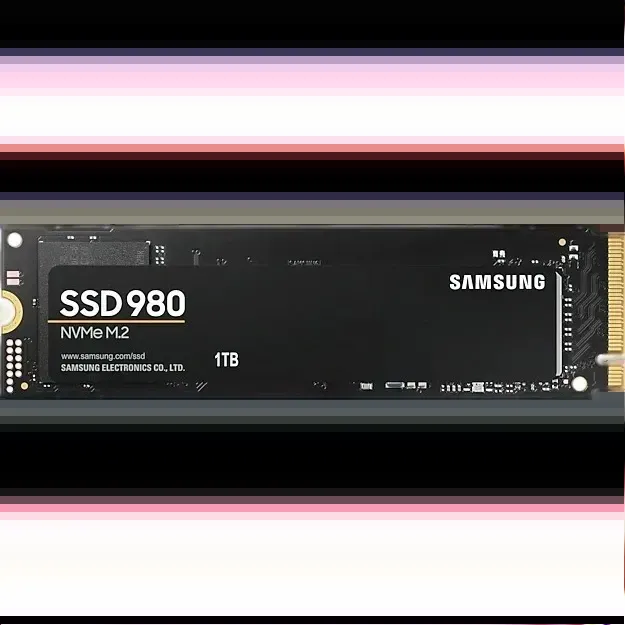 SAMSUNG
SSD 980
NVMe M.2
www.samsung.com/ssd
SAMSUNG ELECTRONICS CO., LTD.
1TB